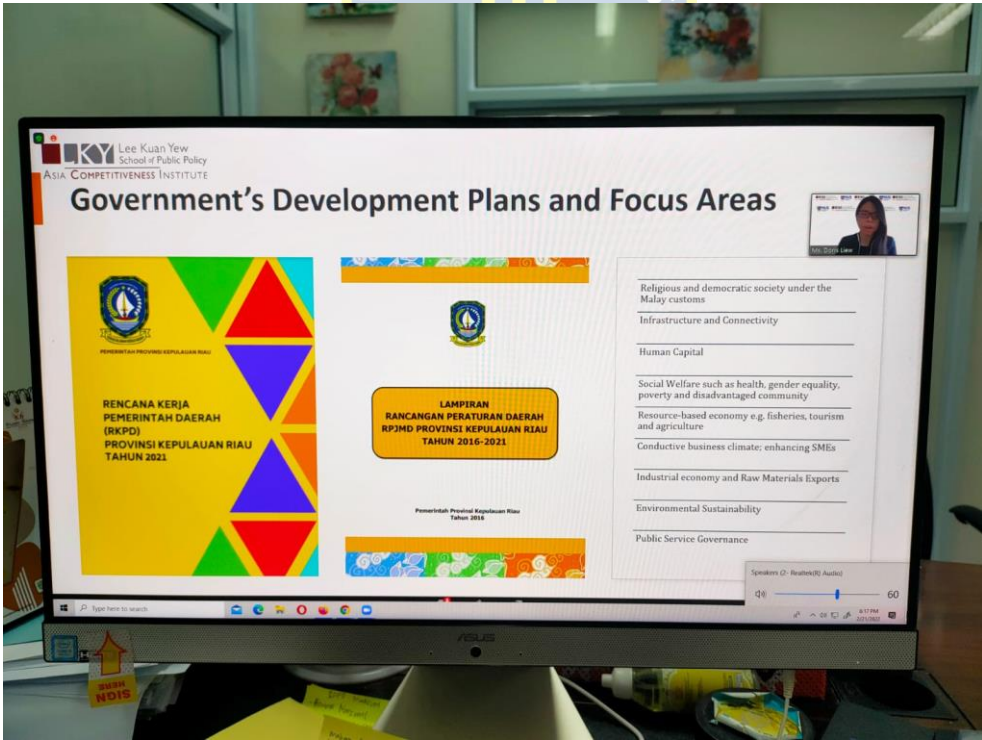 LKY Lee Kuan Yew
School of Public Policy
ASIA COMPETITIVENESS INSTITUTE
Government's Development Plans and Focus Areas
Ms. Doris Liew
PEMERINTAH PROVINSI KEPULAUAN RIAU
RENCANA KERJA
PEMERINTAH DAERAH
(RKPD)
PROVINSI KEPULAUAN RIAU
TAHUN 2021
LAMPIRAN
RANCANGAN PERATURAN DAERAH
RPJMD PROVINSI KEPULAUAN RIAU
TAHUN 2016-2021
Pemerintah Provinsi Kepulauan Riau
Tahun 2016
Religious and democratic society under the
Malay customs
Infrastructure and Connectivity
Human Capital
Social Welfare such as health, gender equality,
poverty and disadvantaged community
Resource-based economy e.g. fisheries, tourism
and agriculture
Conductive business climate; enhancing SMEs
Industrial economy and Raw Materials Exports
Environmental Sustainability
Public Service Governance
Speakers (2- Realtek(R) Audio)
60
Type here to search
ASUS
SIGN
HERE